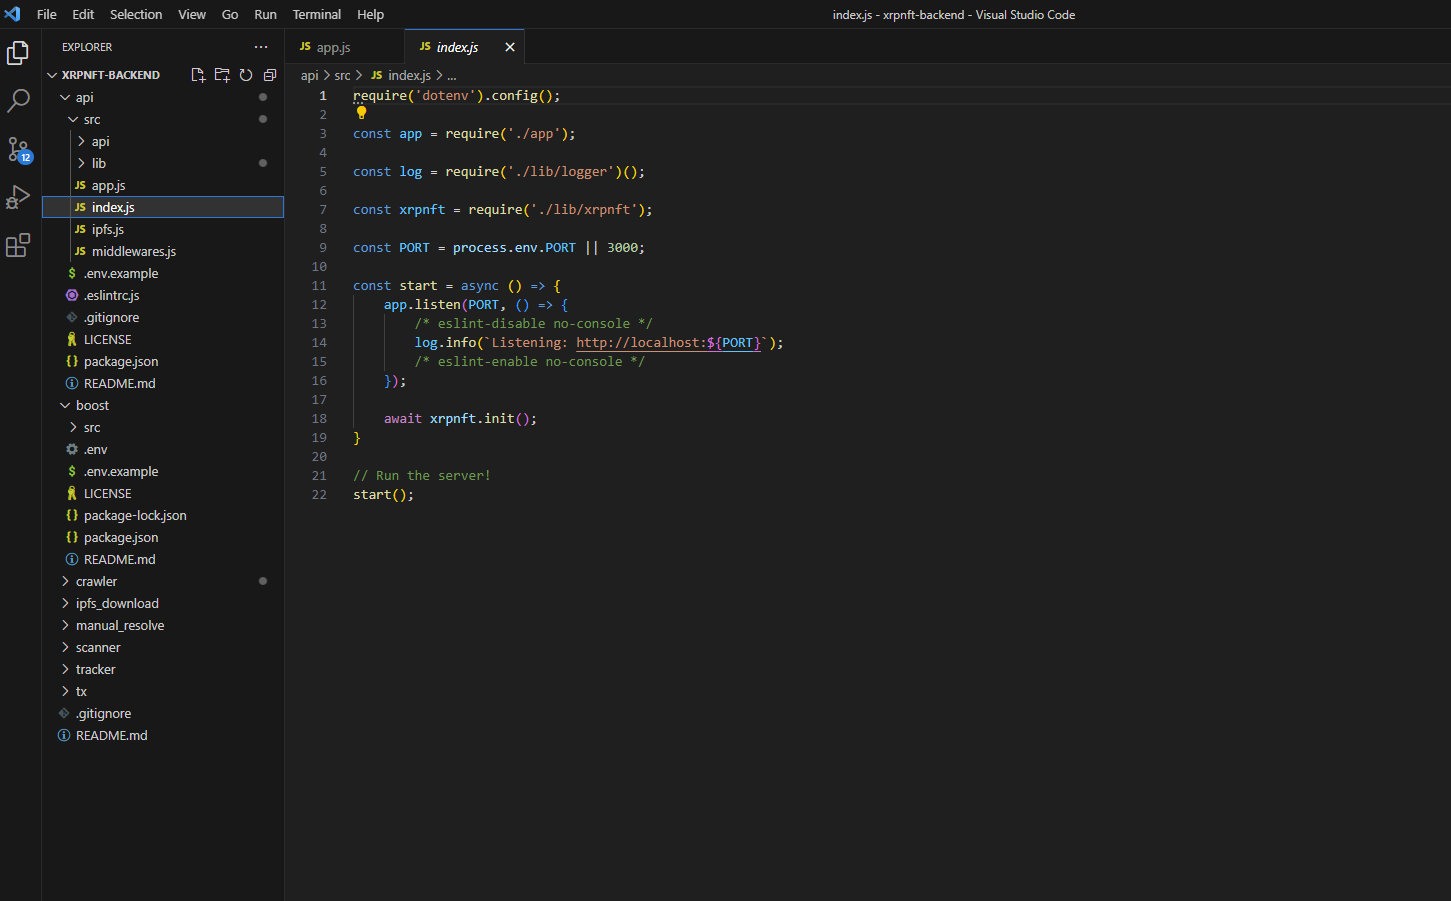 File Edit Selection View Go Run Terminal Help
index.js - xrpnft-backend - Visual Studio Code
EXPLORER
XRPNFT-BACKEND
api
src
api
lib
JS app.js
JS index.js
JS ipfs.js
JS middlewares.js
$ .env.example
.eslintrc.js
.gitignore
LICENSE
{} package.json
README.md
boost
src
.env
$ .env.example
LICENSE
{} package-lock.json
{} package.json
README.md
crawler
ipfs_download
manual_resolve
scanner
tracker
tx
.gitignore
README.md
12
JS app.js
JS index.js
api > src > JS index.js > ...
1 require('dotenv').config();
2
3 const app = require('./app');
4
5 const log = require('./lib/logger')();
6
7 const xrpnft = require('./lib/xrpnft');
8
9 const PORT = process.env.PORT || 3000;
10
11 const start = async () => {
12 app.listen(PORT, () => {
13 /* eslint-disable no-console */
14 log.info(`Listening: http://localhost:${PORT}`);
15 /* eslint-enable no-console */
16 });
17
18 await xrpnft.init();
19 }
20
21 // Run the server!
22 start();